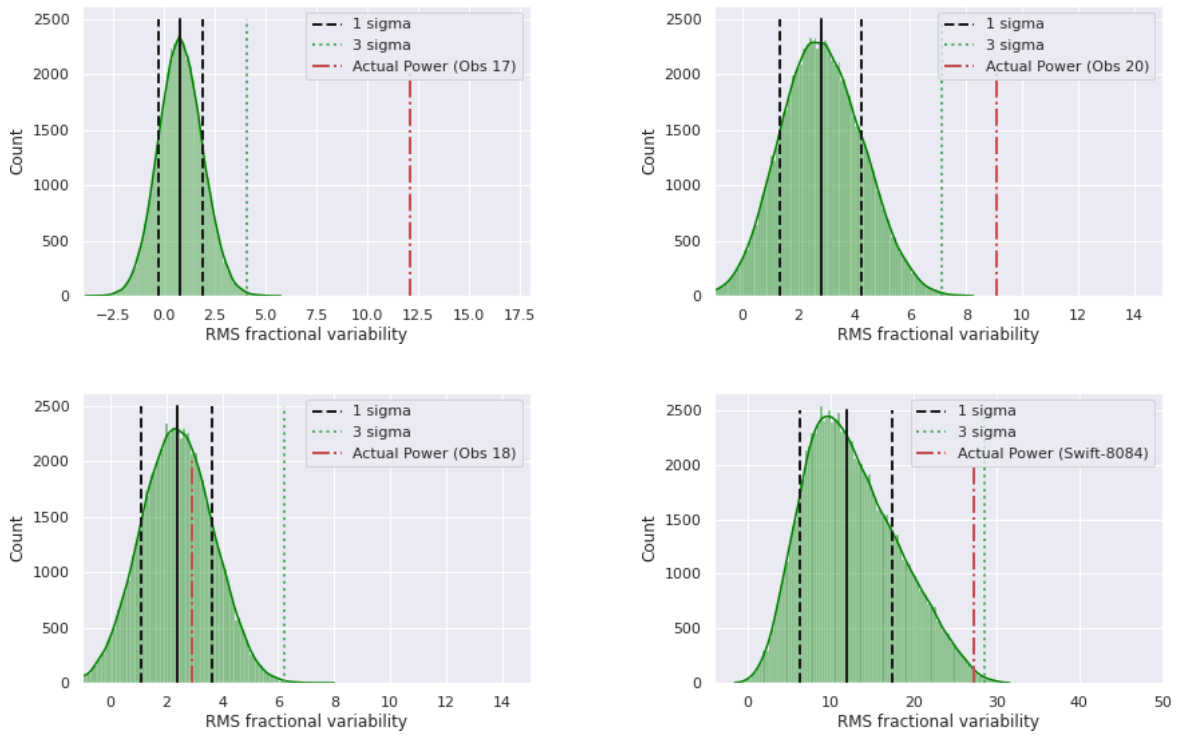 2500
2000
1500
1000
500
0
Count
1 sigma
3 sigma
Actual Power (Obs 17)
−2.5 0.0 2.5 5.0 7.5 10.0 12.5 15.0 17.5
RMS fractional variability
2500
2000
1500
1000
500
0
Count
1 sigma
3 sigma
Actual Power (Obs 20)
0 2 4 6 8 10 12 14
RMS fractional variability
2500
2000
1500
1000
500
0
Count
1 sigma
3 sigma
Actual Power (Obs 18)
0 2 4 6 8 10 12 14
RMS fractional variability
2500
2000
1500
1000
500
0
Count
1 sigma
3 sigma
Actual Power (Swift-8084)
0 10 20 30 40 50
RMS fractional variability